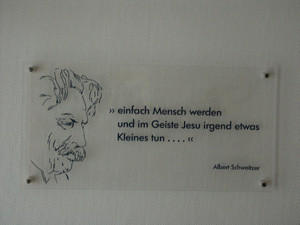 ›› einfach Mensch werden
und im Geiste Jesu irgend etwas
Kleines tun . . . . ‹‹
Albert Schweitzer